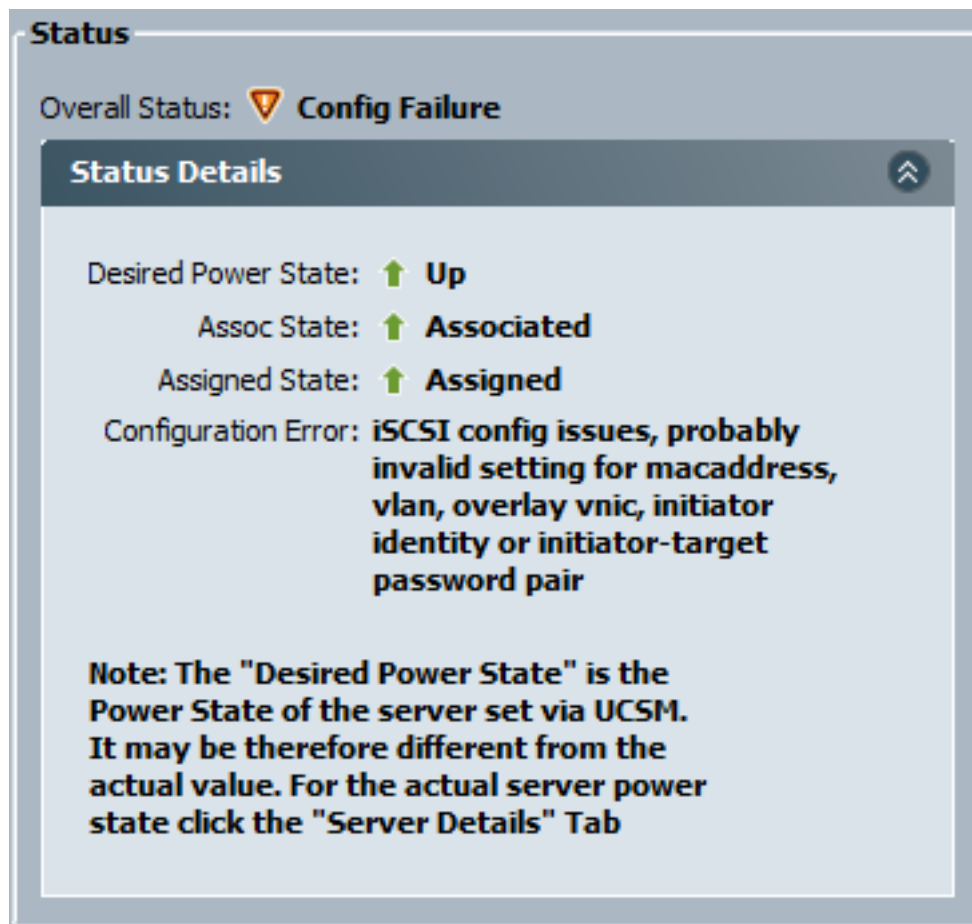 Status
Overall Status: Config Failure
Status Details
Desired Power State: Up
Assoc State: Associated
Assigned State: Assigned
Configuration Error: iSCSI config issues, probably
invalid setting for macaddress,
vlan, overlay vnic, initiator
identity or initiator-target
password pair
Note: The "Desired Power State" is the
Power State of the server set via UCSM.
It may be therefore different from the
actual value. For the actual server power
state click the "Server Details" Tab